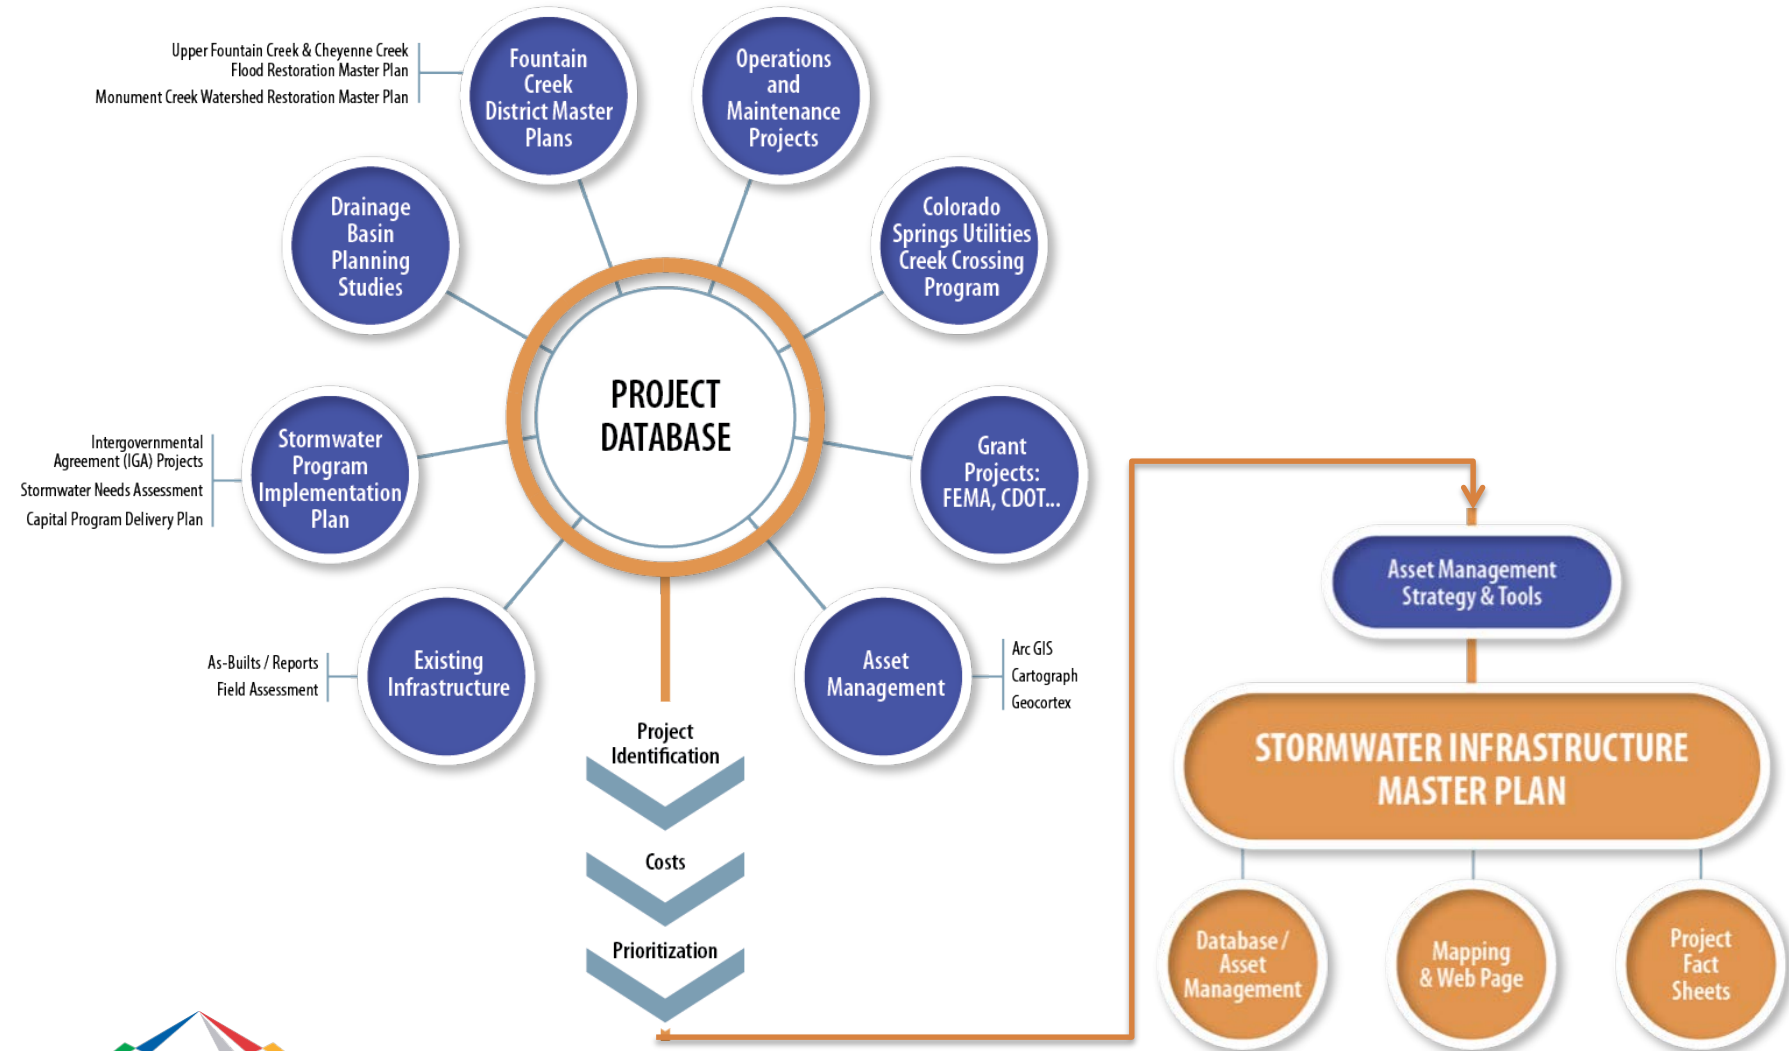 Upper Fountain Creek & Cheyenne Creek
Flood Restoration Master Plan
Monument Creek Watershed Restoration Master Plan
Fountain
Creek
District Master
Plans
Operations
and
Maintenance
Projects
Drainage
Basin
Planning
Studies
Colorado
Springs Utilities
Creek Crossing
Program
PROJECT
DATABASE
Intergovernmental
Agreement (IGA) Projects
Stormwater Needs Assessment
Capital Program Delivery Plan
Stormwater
Program
Implementation
Plan
Grant
Projects:
FEMA, CDOT...
As-Builts / Reports
Field Assessment
Existing
Infrastructure
Asset
Management
Arc GIS
Cartograph
Geocortex
Project
Identification
Costs
Prioritization
Asset Management
Strategy & Tools
STORMWATER INFRASTRUCTURE
MASTER PLAN
Database /
Asset
Management
Mapping
& Web Page
Project
Fact
Sheets